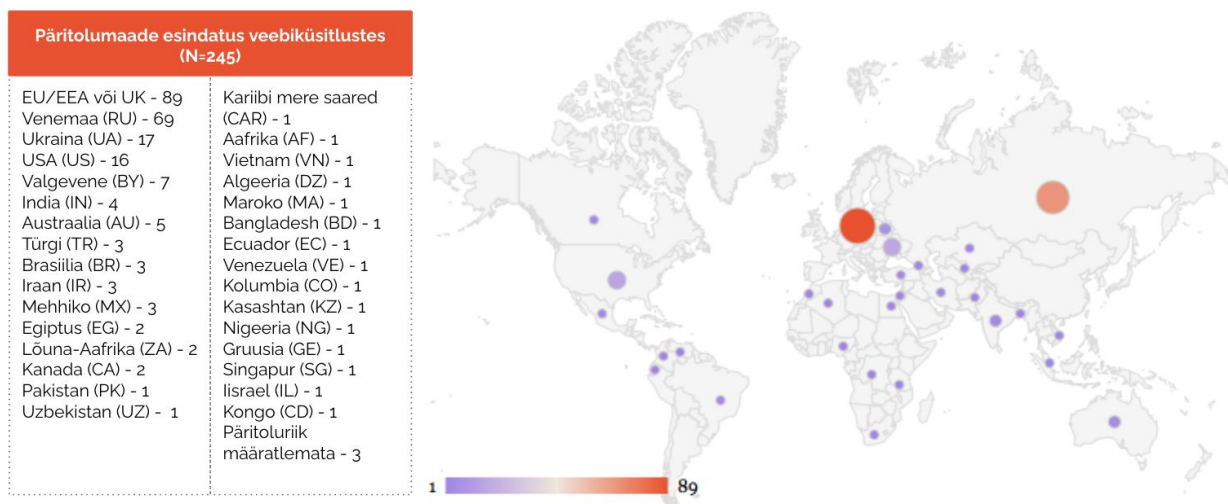 Päritolumaade esindatus veebiküsitlustes
(N=245)
EU/EEA või UK - 89
Venemaa (RU) - 69
Ukraina (UA) - 17
USA (US) - 16
Valgevene (BY) - 7
India (IN) - 4
Austraalia (AU) - 5
Türgi (TR) - 3
Brasiilia (BR) - 3
Iraan (IR) - 3
Mehhiko (MX) - 3
Egiptus (EG) - 2
Lõuna-Aafrika (ZA) - 2
Kanada (CA) - 2
Pakistan (PK) - 1
Uzbekistan (UZ) - 1
Kariibi mere saared
(CAR) - 1
Aafrika (AF) - 1
Vietnam (VN) - 1
Algeeria (DZ) - 1
Maroko (MA) - 1
Bangladesh (BD) - 1
Ecuador (EC) - 1
Venezuela (VE) - 1
Kolumbia (CO) - 1
Kasashtan (KZ) - 1
Nigeeria (NG) - 1
Gruusia (GE) - 1
Singapur (SG) - 1
Iisrael (IL) - 1
Kongo (CD) - 1
Päritoluriik
määratlemata - 3
1 89